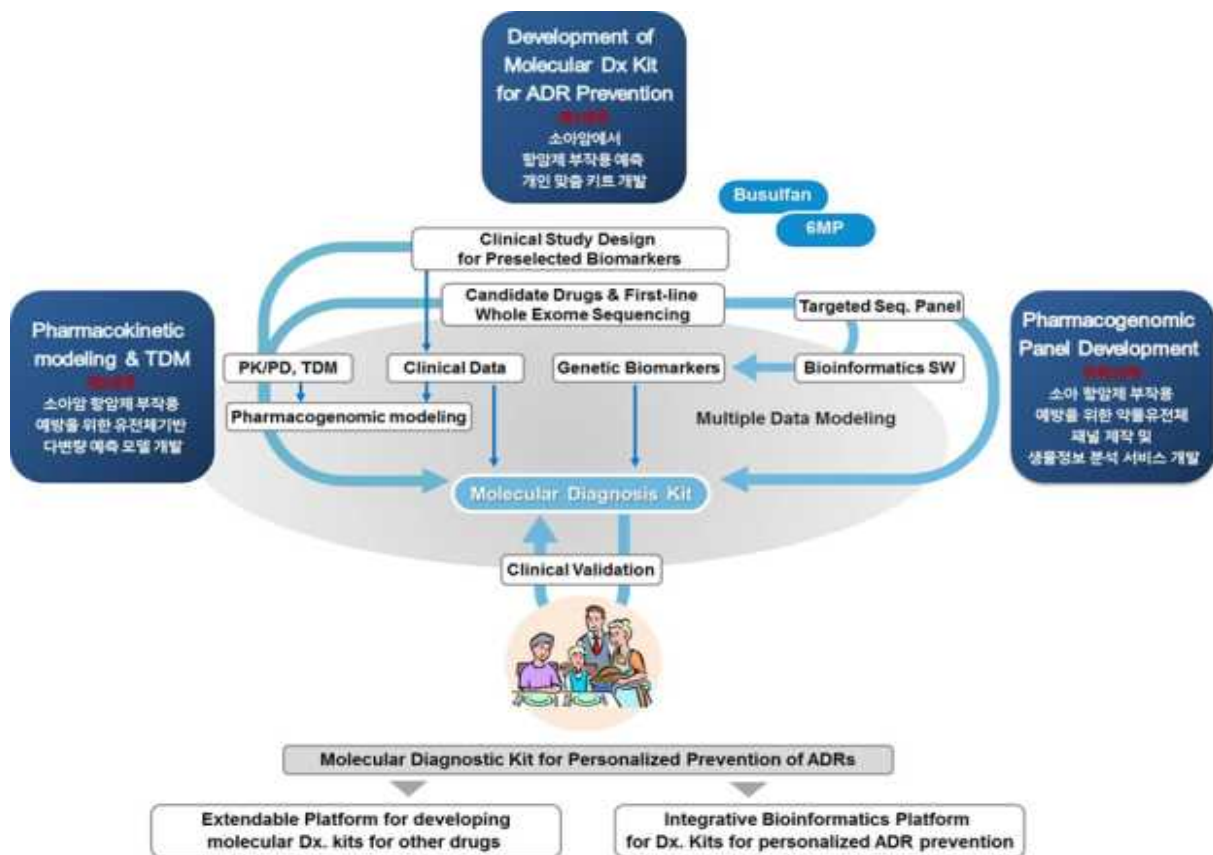 Development of
Molecular Dx Kit
for ADR Prevention
소아암에서
항암제 부작용 예측
개인 맞춤 키트 개발
Busulfan
6MP
Clinical Study Design
for Preselected Biomarkers
Candidate Drugs & First-line
Whole Exome Sequencing
Targeted Seq. Panel
Pharmacokinetic
modeling & TDM
소아암 항암제 부작용
예방을 위한 유전체기반
다변량 예측 모델 개발
Pharmacogenomic
Panel Development
소아 항암제 부작용
예방을 위한 약물유전체
패널 제작 및
생물정보 분석 서비스 개발
PK/PD, TDM
Clinical Data
Genetic Biomarkers
Bioinformatics SW
Pharmacogenomic modeling
Multiple Data Modeling
Molecular Diagnosis Kit
Clinical Validation
Molecular Diagnostic Kit for Personalized Prevention of ADRs
Extendable Platform for developing
molecular Dx. kits for other drugs
Integrative Bioinformatics Platform
for Dx. Kits for personalized ADR prevention